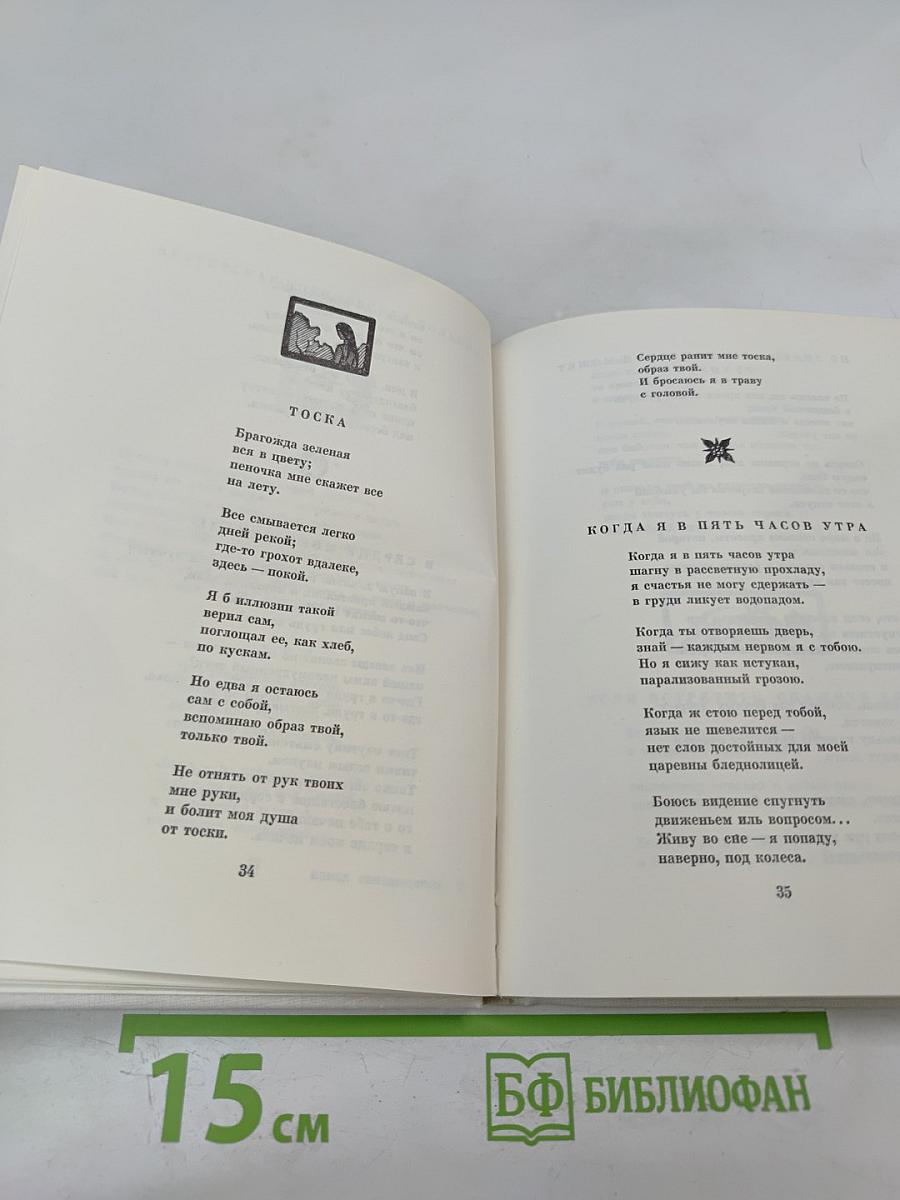 ТОСКА
Брагожда зеленая
вся в цвету;
пеночка мне скажет все
на лету.
Все смывается легко
дней рекой;
где-то грохот вдалеке,
здесь — покой.
Я б иллюзии такой
верил сам,
поглощал ее, как хлеб,
по кускам.
Но едва я остаюсь
сам с собой,
вспоминаю образ твой,
только твой.
Не отнять от рук твоих
мне руки,
и болит моя душа
от тоски.
34
Сердце ранит мне тоска,
образ твой.
И бросаюсь я в траву
с головой.
КОГДА Я В ПЯТЬ ЧАСОВ УТРА
Когда я в пять часов утра
шагну в рассветную прохладу,
я счастья не могу сдержать —
в груди ликует водопадом.
Когда ты отворяешь дверь,
знай — каждым нервом я с тобою.
Но я сижу как истукан,
парализованный грозою.
Когда ж стою перед тобой,
язык не шевелится —
нет слов достойных для моей
царевны бледнолицей.
Боюсь видение спугнуть
движеньем иль вопросом...
Живу во сне — я попаду,
наверно, под колеса.
35
15 см
БФ БИБЛИОФАН